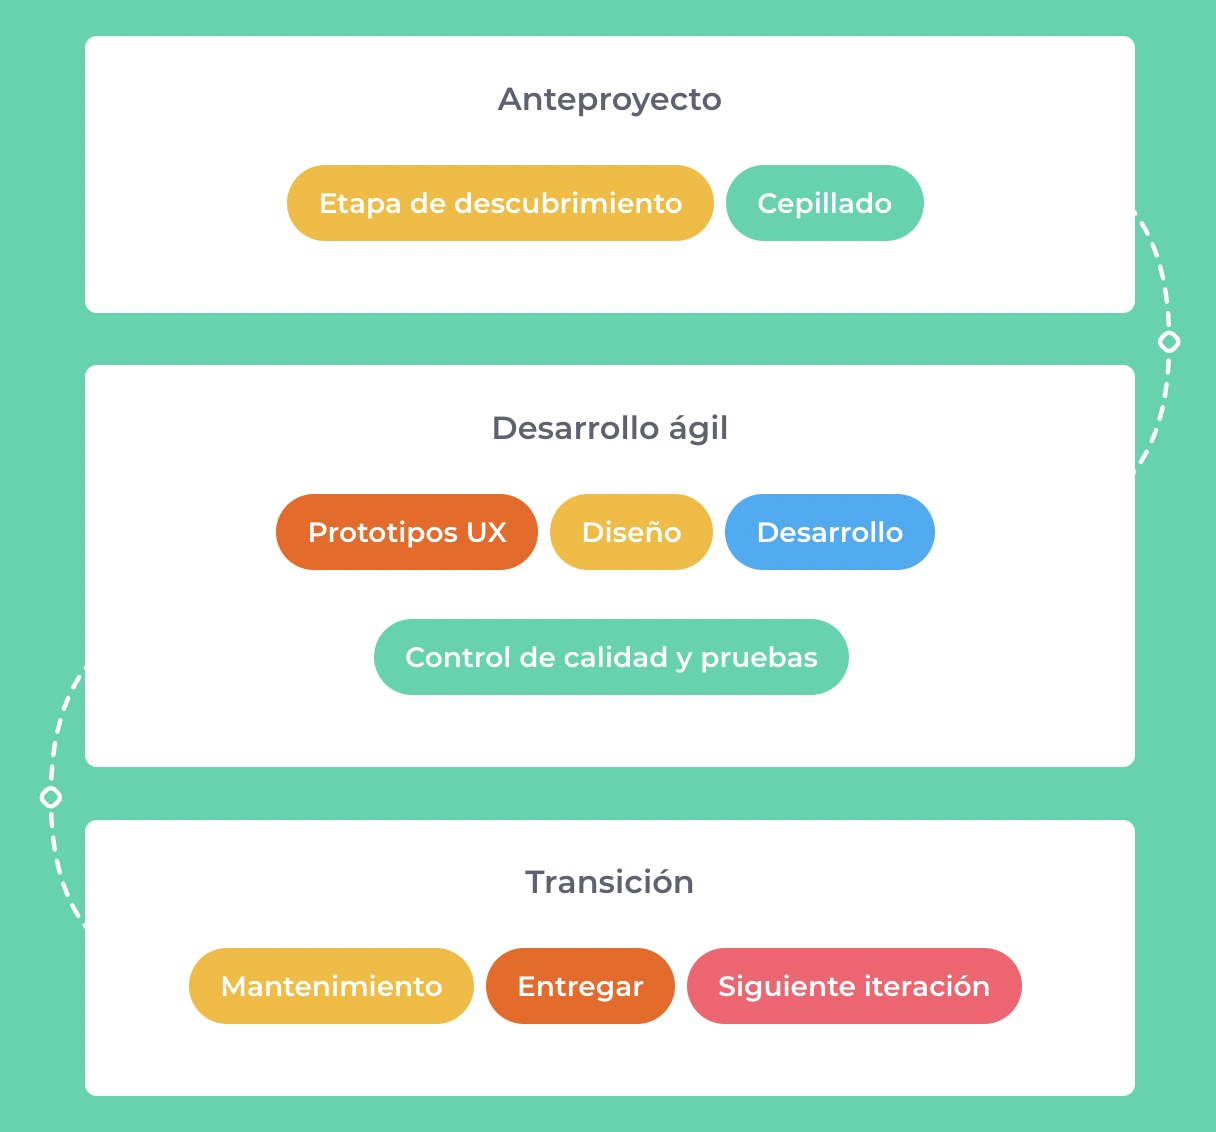 Anteproyecto
Etapa de descubrimiento Cepillado
Desarrollo ágil
Prototipos UX Diseño Desarrollo
Control de calidad y pruebas
Transición
Mantenimiento Entregar Siguiente iteración